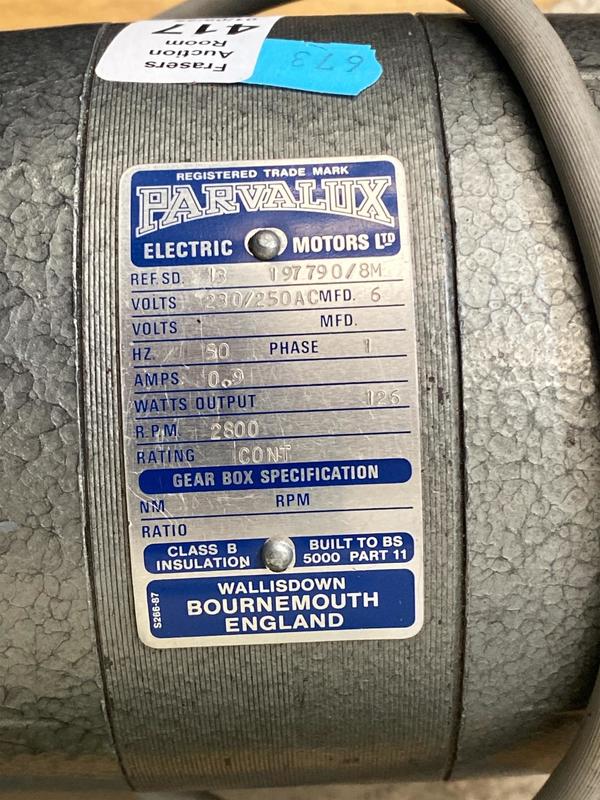 Frasers
Auction
Room
417
673
REGISTERED TRADE MARK
PARVALUX
ELECTRIC MOTORS LTD
REF. SD. 13 197790/8M
VOLTS 230/250AC MFD. 6
VOLTS MFD.
HZ. 50 PHASE 1
AMPS. 0.9
WATTS OUTPUT 126
R.P.M. 2800
RATING CONT
GEAR BOX SPECIFICATION
NM RPM
RATIO
CLASS B INSULATION
BUILT TO BS 5000 PART 11
S266-87
WALLISDOWN
BOURNEMOUTH
ENGLAND